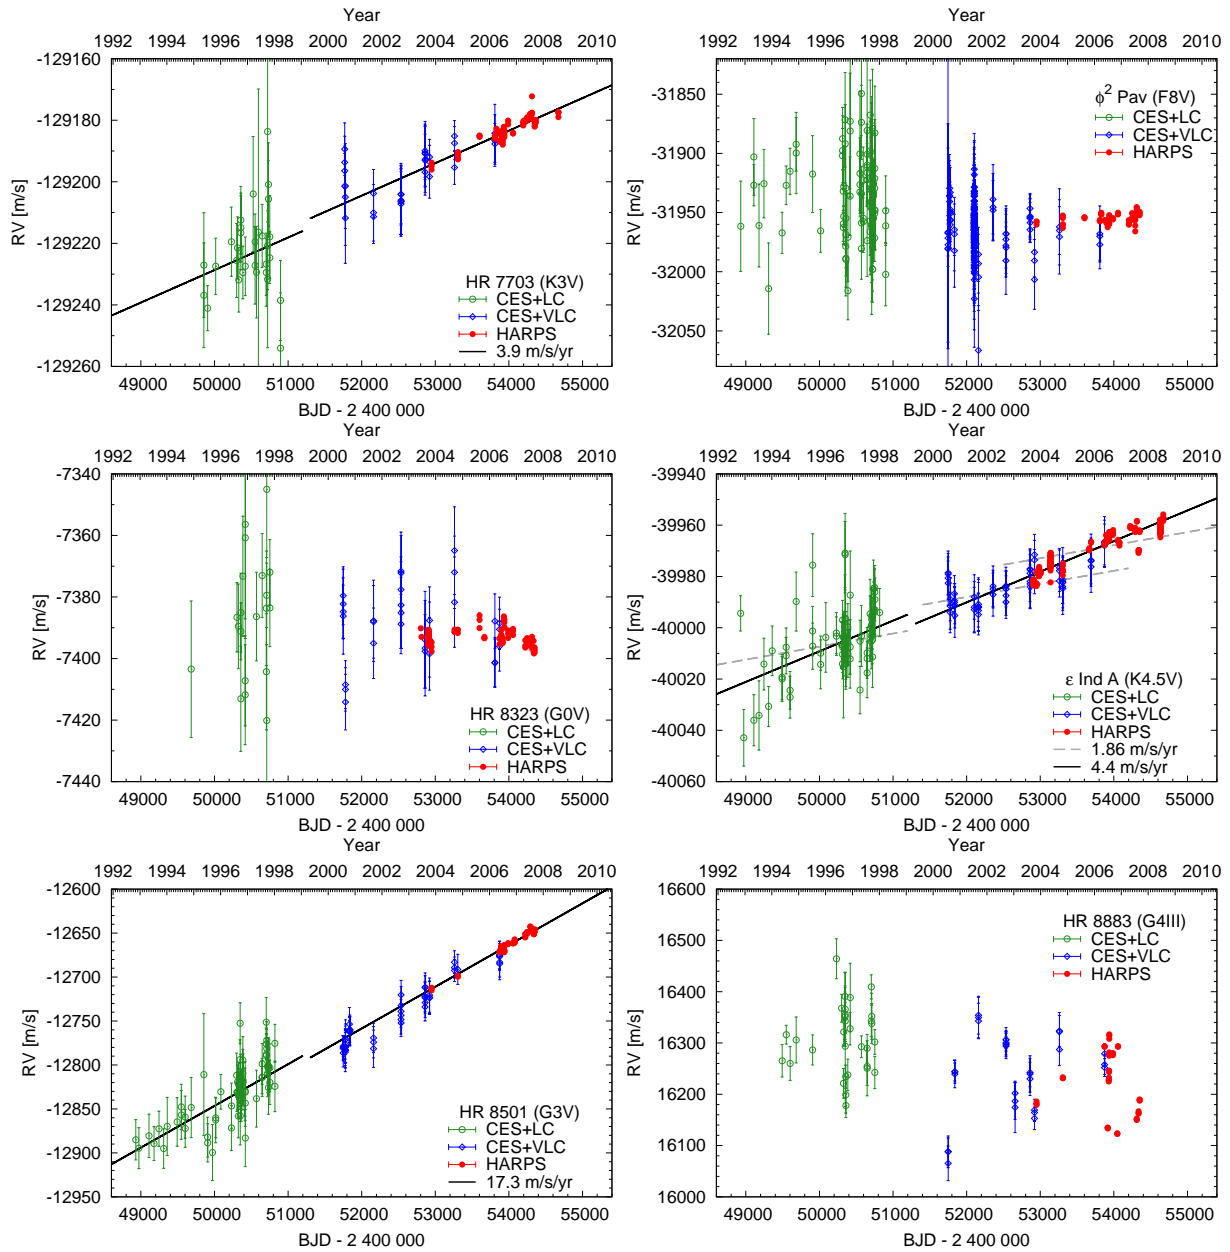 Year
1992 1994 1996 1998 2000 2002 2004 2006 2008 2010
-129160
-129180
-129200
-129220
-129240
-129260
RV [m/s]
HR 7703 (K3V)
CES+LC
CES+VLC
HARPS
3.9 m/s/yr
49000 50000 51000 52000 53000 54000 55000
BJD - 2 400 000
Year
1992 1994 1996 1998 2000 2002 2004 2006 2008 2010
-31850
-31900
-31950
-32000
-32050
RV [m/s]
ϕ² Pav (F8V)
CES+LC
CES+VLC
HARPS
49000 50000 51000 52000 53000 54000 55000
BJD - 2 400 000
Year
1992 1994 1996 1998 2000 2002 2004 2006 2008 2010
-7340
-7360
-7380
-7400
-7420
-7440
RV [m/s]
HR 8323 (G0V)
CES+LC
CES+VLC
HARPS
49000 50000 51000 52000 53000 54000 55000
BJD - 2 400 000
Year
1992 1994 1996 1998 2000 2002 2004 2006 2008 2010
-39940
-39960
-39980
-40000
-40020
-40040
-40060
RV [m/s]
ε Ind A (K4.5V)
CES+LC
CES+VLC
HARPS
1.86 m/s/yr
4.4 m/s/yr
49000 50000 51000 52000 53000 54000 55000
BJD - 2 400 000
Year
1992 1994 1996 1998 2000 2002 2004 2006 2008 2010
-12600
-12650
-12700
-12750
-12800
-12850
-12900
-12950
RV [m/s]
HR 8501 (G3V)
CES+LC
CES+VLC
HARPS
17.3 m/s/yr
49000 50000 51000 52000 53000 54000 55000
BJD - 2 400 000
Year
1992 1994 1996 1998 2000 2002 2004 2006 2008 2010
16600
16500
16400
16300
16200
16100
16000
RV [m/s]
HR 8883 (G4III)
CES+LC
CES+VLC
HARPS
49000 50000 51000 52000 53000 54000 55000
BJD - 2 400 000